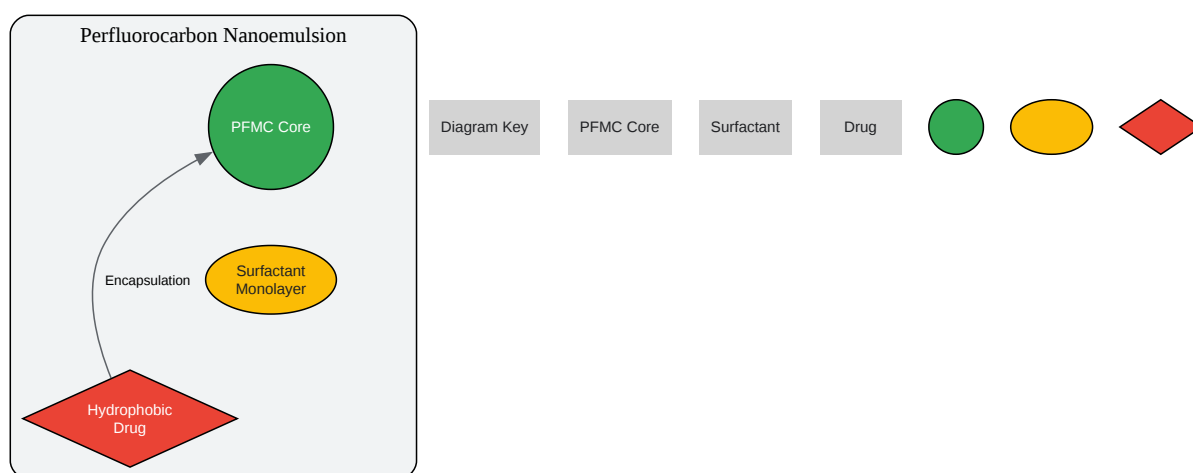 Perfluorocarbon Nanoemulsion
PFMC Core
Diagram Key
PFMC Core
Surfactant
Drug
Encapsulation
Surfactant
Monolayer
Hydrophobic
Drug